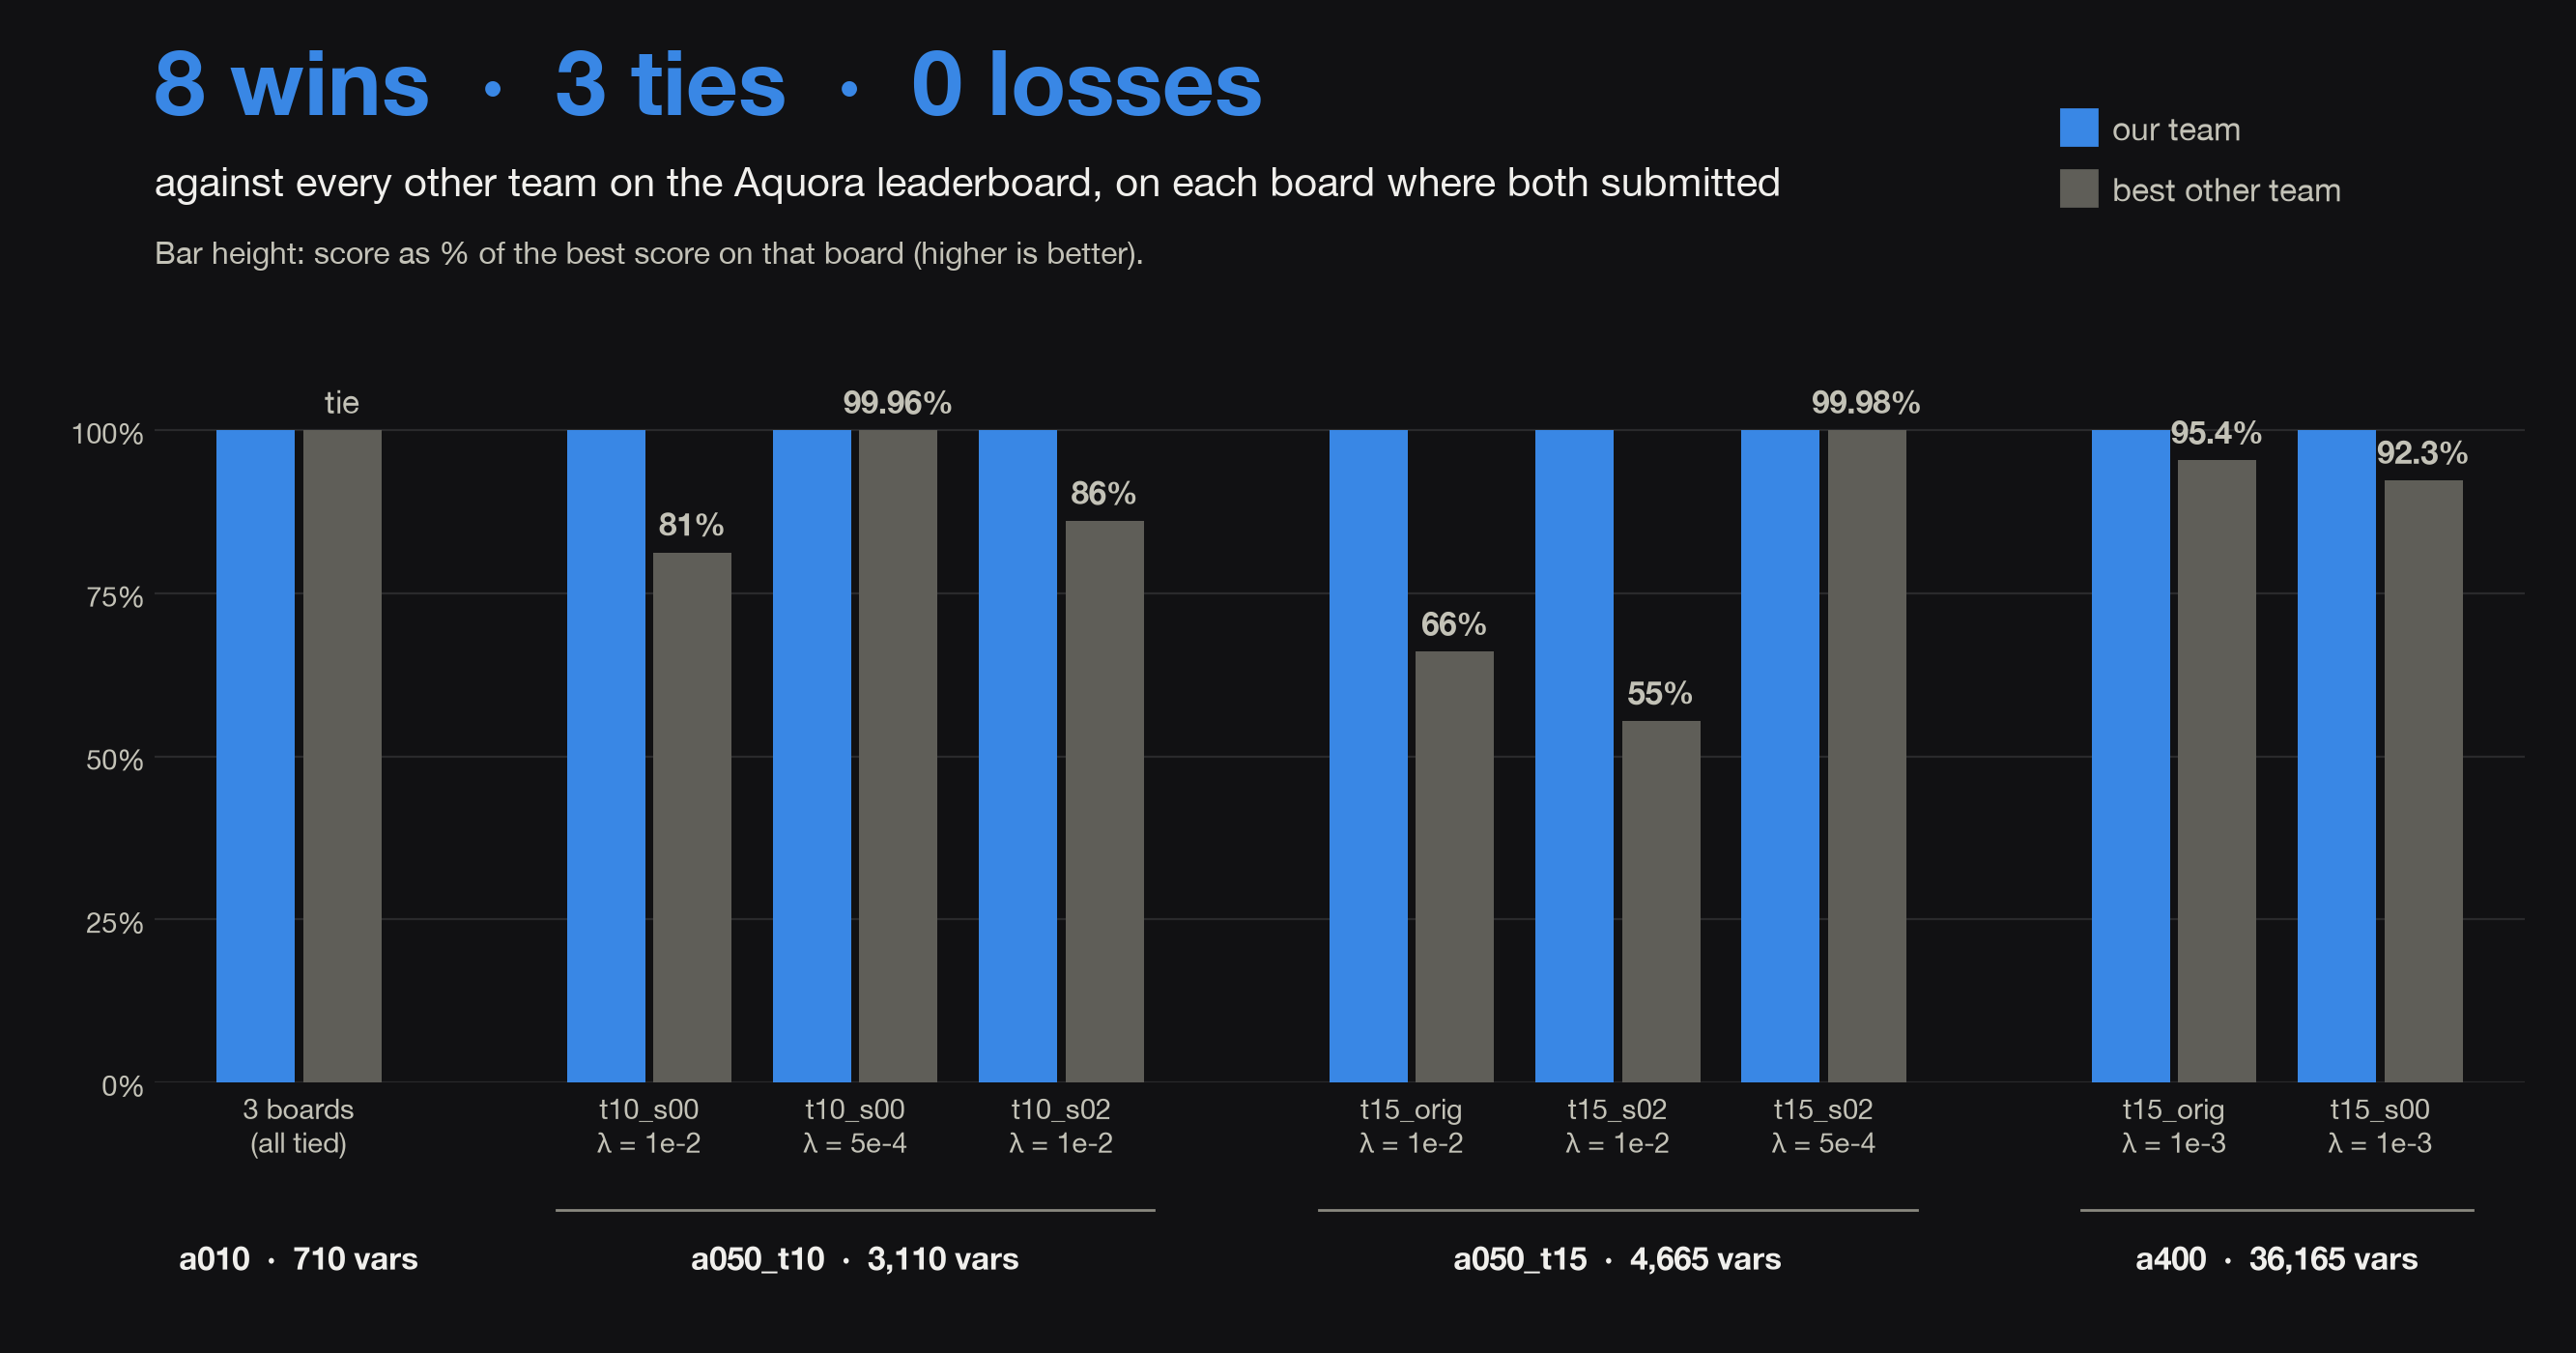 8 wins · 3 ties · 0 losses
against every other team on the Aquora leaderboard, on each board where both submitted
Bar height: score as % of the best score on that board (higher is better).
our team
best other team
tie
99.96%
99.98%
100%
95.4%
92.3%
86%
81%
75%
66%
55%
50%
25%
0%
3 boards
(all tied)
t10_s00
λ = 1e-2
t10_s00
λ = 5e-4
t10_s02
λ = 1e-2
t15_orig
λ = 1e-2
t15_s02
λ = 1e-2
t15_s02
λ = 5e-4
t15_orig
λ = 1e-3
t15_s00
λ = 1e-3
a010 · 710 vars
a050_t10 · 3,110 vars
a050_t15 · 4,665 vars
a400 · 36,165 vars